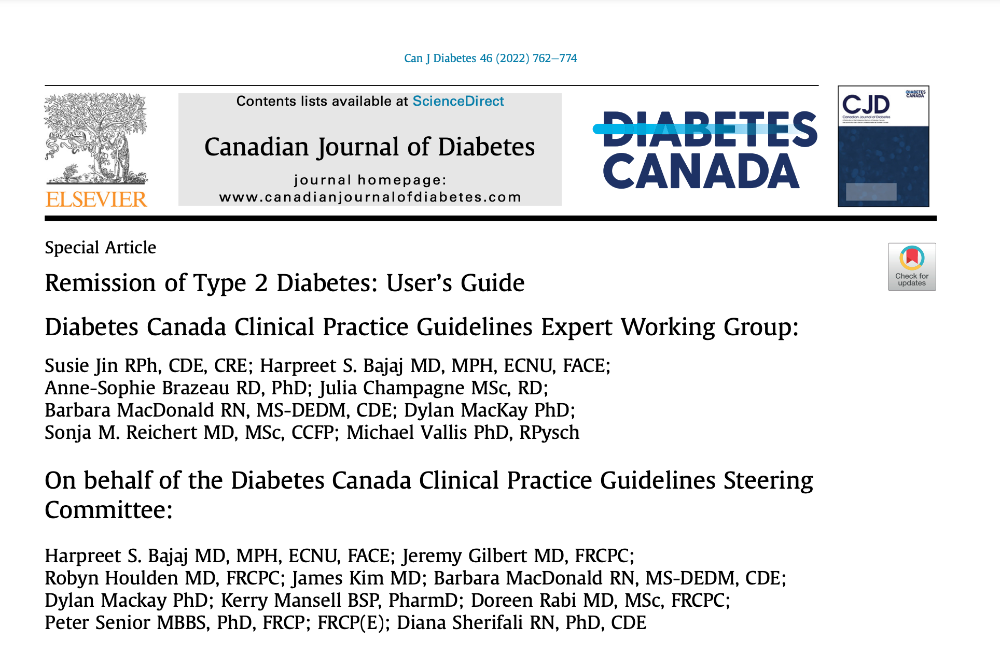 Can J Diabetes 46 (2022) 762–774
NON SOLUS
ELSEVIER
Contents lists available at ScienceDirect
Canadian Journal of Diabetes
journal homepage:
www.canadianjournalofdiabetes.com
DIABETES
CANADA
DIABETES
CANADA
CJD
Canadian Journal of Diabetes
Special Article
Check for
updates
Remission of Type 2 Diabetes: User’s Guide
Diabetes Canada Clinical Practice Guidelines Expert Working Group:
Susie Jin RPh, CDE, CRE; Harpreet S. Bajaj MD, MPH, ECNU, FACE;
Anne-Sophie Brazeau RD, PhD; Julia Champagne MSc, RD;
Barbara MacDonald RN, MS-DEDM, CDE; Dylan MacKay PhD;
Sonja M. Reichert MD, MSc, CCFP; Michael Vallis PhD, RPysch
On behalf of the Diabetes Canada Clinical Practice Guidelines Steering
Committee:
Harpreet S. Bajaj MD, MPH, ECNU, FACE; Jeremy Gilbert MD, FRCPC;
Robyn Houlden MD, FRCPC; James Kim MD; Barbara MacDonald RN, MS-DEDM, CDE;
Dylan Mackay PhD; Kerry Mansell BSP, PharmD; Doreen Rabi MD, MSc, FRCPC;
Peter Senior MBBS, PhD, FRCP; FRCP(E); Diana Sherifali RN, PhD, CDE